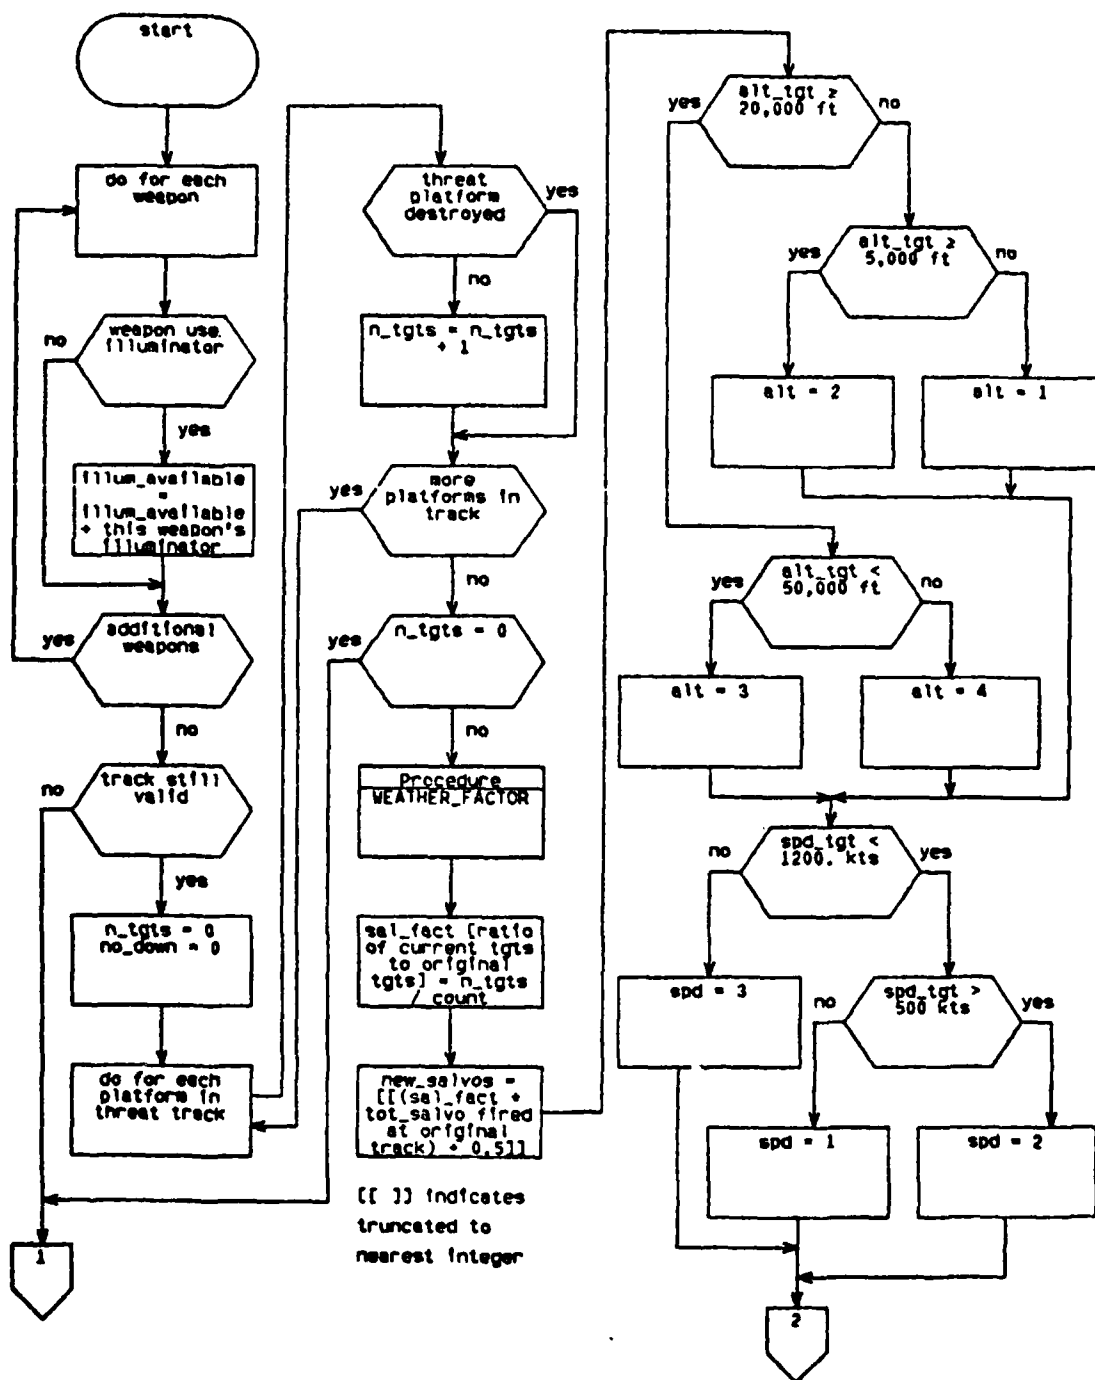 start
do for each
weapon
weapon use
illuminator
no
yes
illum_available
=
illum_available
+ this weapon's
illuminator
additional
weapons
yes
no
track still
valid
no
yes
n_tgts = 0
no_down = 0
do for each
platform in
threat track
1
threat
platform
destroyed
yes
no
n_tgts = n_tgts
+ 1
more
platforms in
track
yes
no
n_tgts = 0
yes
no
Procedure
WEATHER_FACTOR
sal_fact [ratio
of current tgts
to original
tgts] = n_tgts
/ count
new_salvos =
[[(sal_fact *
tot_salvo fired
at original
track) + 0.5]]
[[ ]] indicates
truncated to
nearest integer
alt_tgt ≥
20,000 ft
yes
no
alt_tgt ≥
5,000 ft
yes
no
alt = 2
alt = 1
alt_tgt <
50,000 ft
yes
no
alt = 3
alt = 4
spd_tgt <
1200. kts
no
yes
spd = 3
spd_tgt >
500 kts
no
yes
spd = 1
spd = 2
2